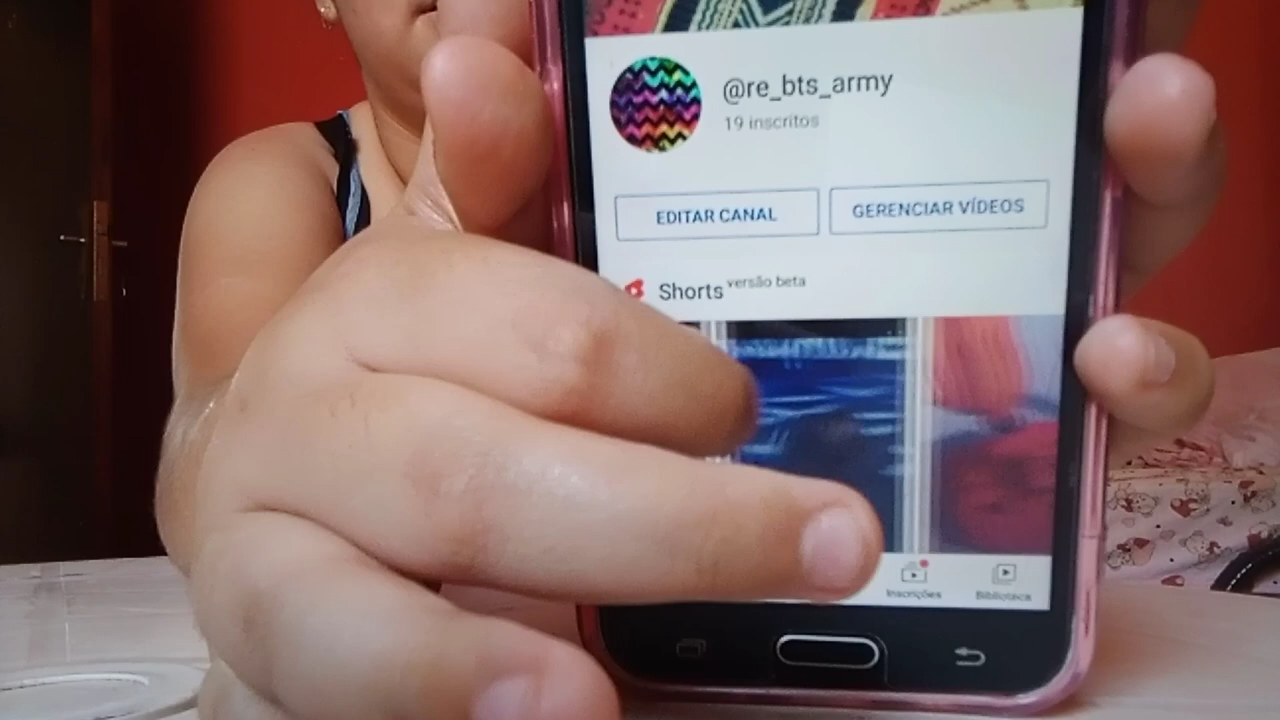 @re_bts_army
19 inscritos
EDITAR CANAL
GERENCIAR VÍDEOS
Shorts versão beta
Inscrições
Biblioteca